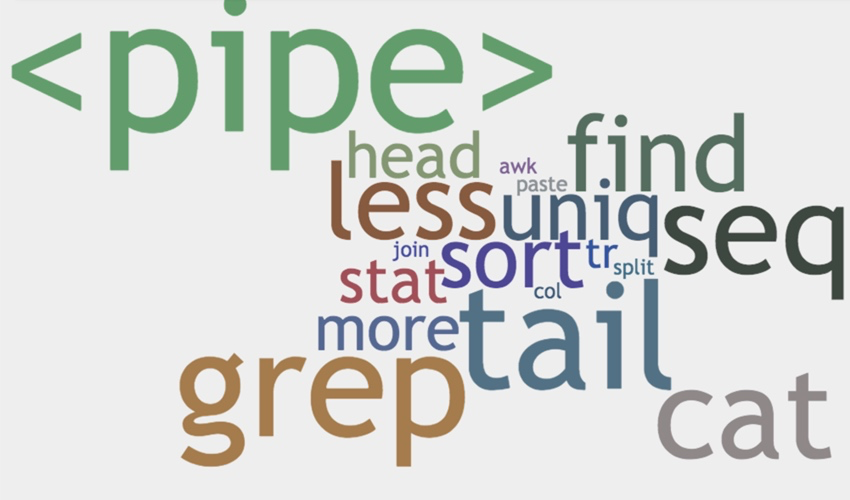 <pipe>
head awk find
less paste uniq seq
join sort tr split
stat col
more tail
grep cat